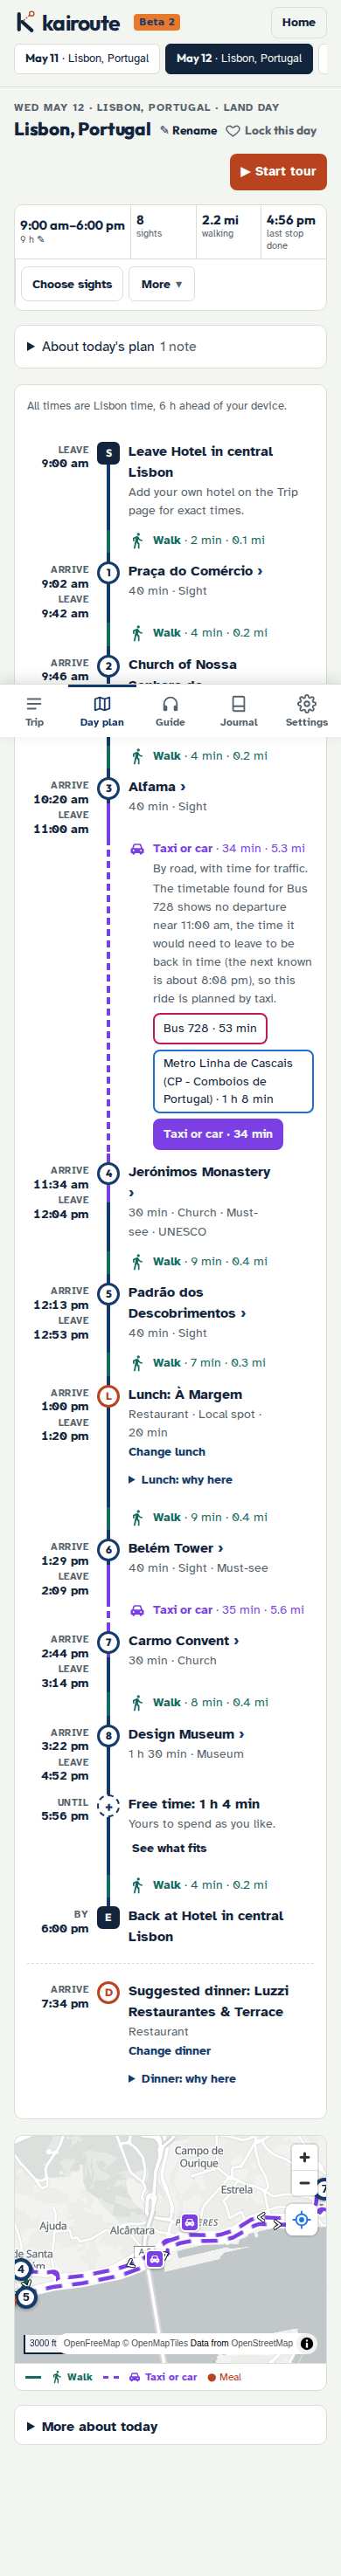 kairoute Beta 2 Home
May 11 · Lisbon, Portugal May 12 · Lisbon, Portugal
WED MAY 12 · LISBON, PORTUGAL · LAND DAY
Lisbon, Portugal ✎ Rename Lock this day
▶ Start tour
9:00 am–6:00 pm 8 2.2 mi 4:56 pm
9 h ✎ sights walking last stop
done
Choose sights More ▾
▶ About today's plan 1 note
All times are Lisbon time, 6 h ahead of your device.
LEAVE
9:00 am
S
Leave Hotel in central
Lisbon
Add your own hotel on the Trip
page for exact times.
Walk · 2 min · 0.1 mi
ARRIVE
9:02 am
LEAVE
9:42 am
1
Praça do Comércio ›
40 min · Sight
Walk · 4 min · 0.2 mi
ARRIVE
9:46 am
2
Church of Nossa
Trip Day plan Guide Journal Settings
Walk · 4 min · 0.2 mi
ARRIVE
10:20 am
LEAVE
11:00 am
3
Alfama ›
40 min · Sight
Taxi or car · 34 min · 5.3 mi
By road, with time for traffic.
The timetable found for Bus
728 shows no departure
near 11:00 am, the time it
would need to leave to be
back in time (the next known
is about 8:08 pm), so this
ride is planned by taxi.
Bus 728 · 53 min
Metro Linha de Cascais
(CP - Comboios de
Portugal) · 1 h 8 min
Taxi or car · 34 min
ARRIVE
11:34 am
LEAVE
12:04 pm
4
Jerónimos Monastery
›
30 min · Church · Must-
see · UNESCO
Walk · 9 min · 0.4 mi
ARRIVE
12:13 pm
LEAVE
12:53 pm
5
Padrão dos
Descobrimentos ›
40 min · Sight
Walk · 7 min · 0.3 mi
ARRIVE
1:00 pm
LEAVE
1:20 pm
L
Lunch: À Margem
Restaurant · Local spot ·
20 min
Change lunch
▶ Lunch: why here
Walk · 9 min · 0.4 mi
ARRIVE
1:29 pm
LEAVE
2:09 pm
6
Belém Tower ›
40 min · Sight · Must-see
Taxi or car · 35 min · 5.6 mi
ARRIVE
2:44 pm
LEAVE
3:14 pm
7
Carmo Convent ›
30 min · Church
Walk · 8 min · 0.4 mi
ARRIVE
3:22 pm
LEAVE
4:52 pm
8
Design Museum ›
1 h 30 min · Museum
UNTIL
5:56 pm
+
Free time: 1 h 4 min
Yours to spend as you like.
See what fits
Walk · 4 min · 0.2 mi
BY
6:00 pm
E
Back at Hotel in central
Lisbon
ARRIVE
7:34 pm
D
Suggested dinner: Luzzi
Restaurantes & Terrace
Restaurant
Change dinner
▶ Dinner: why here
Campo de
Ourique
+
−
Estrela
7
Ajuda
Alcântara
de Santa
4
5
3000 ft OpenFreeMap © OpenMapTiles Data from OpenStreetMap
Walk Taxi or car Meal
▶ More about today